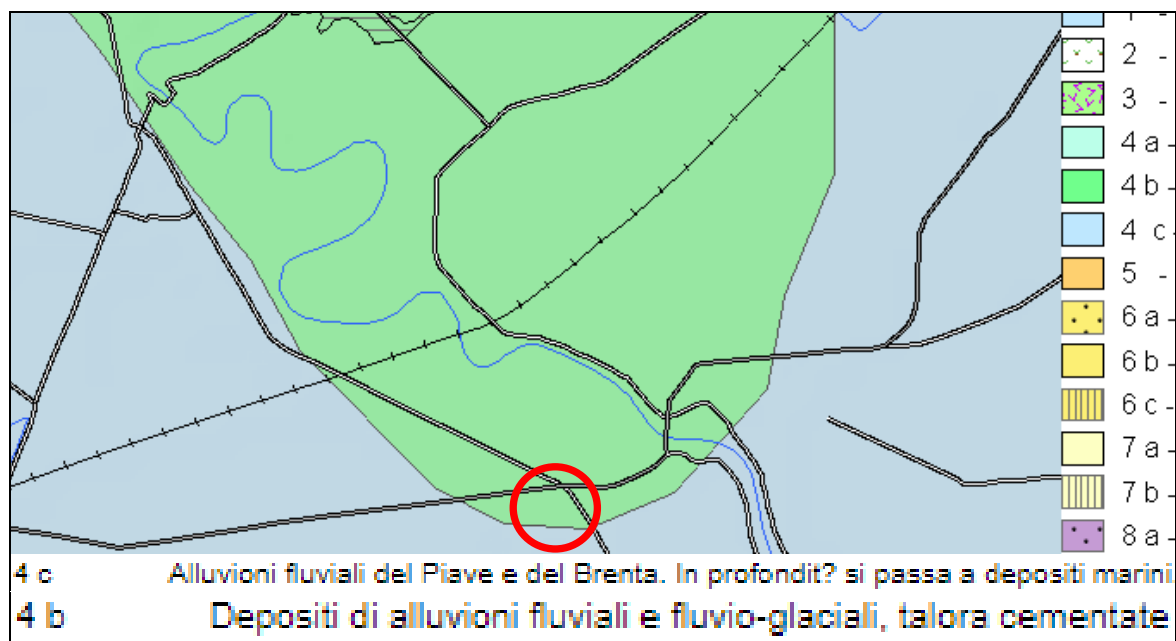 2 -
3 -
4 a -
4 b -
4 c -
5 -
6 a -
6 b -
6 c -
7 a -
7 b -
8 a -
4 c Alluvioni fluviali del Piave e del Brenta. In profondit? si passa a depositi marini
4 b Depositi di alluvioni fluviali e fluvio-glaciali, talora cementate